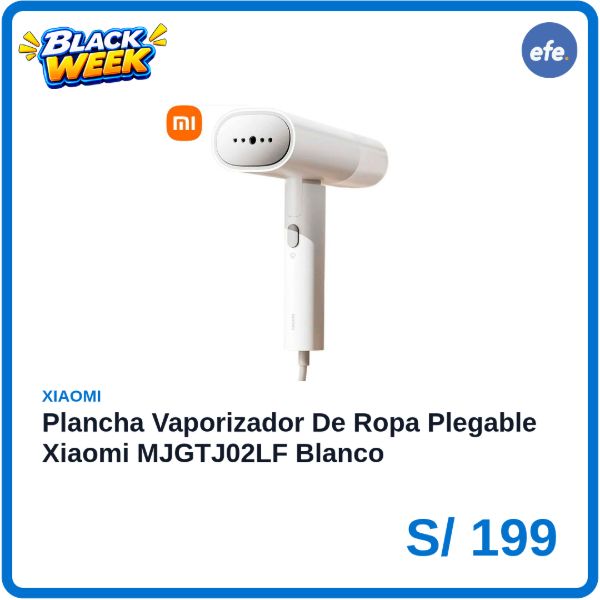 BLACK
WEEK
efe.
mi
XIAOMI
Plancha Vaporizador De Ropa Plegable
Xiaomi MJGTJ02LF Blanco
S/ 199